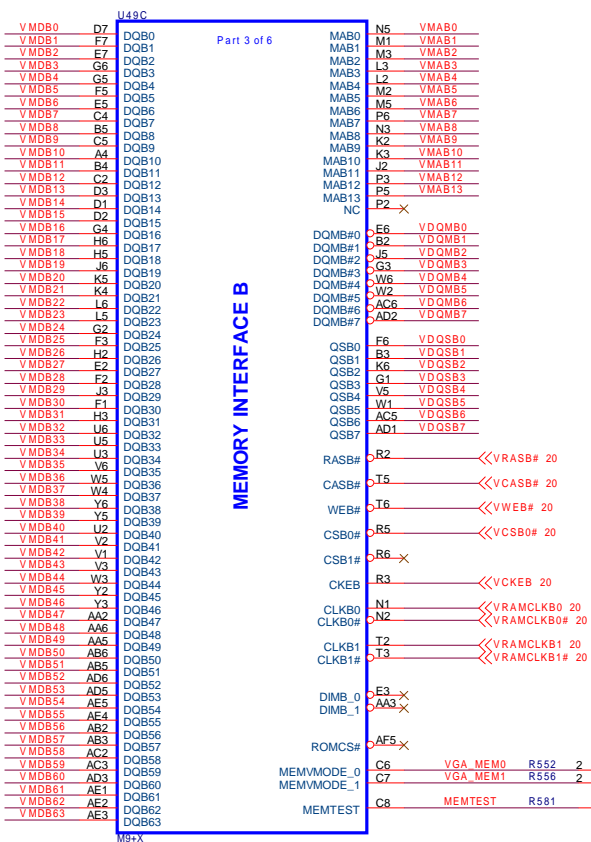 U49C
Part 3 of 6
VMDB0 D7 DQB0
VMDB1 F7 DQB1
VMDB2 E7 DQB2
VMDB3 G6 DQB3
VMDB4 G5 DQB4
VMDB5 F5 DQB5
VMDB6 E5 DQB6
VMDB7 C4 DQB7
VMDB8 B5 DQB8
VMDB9 C5 DQB9
VMDB10 A4 DQB10
VMDB11 B4 DQB11
VMDB12 C2 DQB12
VMDB13 D3 DQB13
VMDB14 D1 DQB14
VMDB15 D2 DQB15
VMDB16 G4 DQB16
VMDB17 H6 DQB17
VMDB18 H5 DQB18
VMDB19 J6 DQB19
VMDB20 K5 DQB20
VMDB21 K4 DQB21
VMDB22 L6 DQB22
VMDB23 L5 DQB23
VMDB24 G2 DQB24
VMDB25 F3 DQB25
VMDB26 H2 DQB26
VMDB27 E2 DQB27
VMDB28 F2 DQB28
VMDB29 J3 DQB29
VMDB30 F1 DQB30
VMDB31 H3 DQB31
VMDB32 U6 DQB32
VMDB33 U5 DQB33
VMDB34 U3 DQB34
VMDB35 V6 DQB35
VMDB36 W5 DQB36
VMDB37 W4 DQB37
VMDB38 Y6 DQB38
VMDB39 Y5 DQB39
VMDB40 U2 DQB40
VMDB41 V2 DQB41
VMDB42 V1 DQB42
VMDB43 V3 DQB43
VMDB44 W3 DQB44
VMDB45 Y2 DQB45
VMDB46 Y3 DQB46
VMDB47 AA2 DQB47
VMDB48 AA6 DQB48
VMDB49 AA5 DQB49
VMDB50 AB6 DQB50
VMDB51 AB5 DQB51
VMDB52 AD6 DQB52
VMDB53 AD5 DQB53
VMDB54 AE5 DQB54
VMDB55 AE4 DQB55
VMDB56 AB2 DQB56
VMDB57 AB3 DQB57
VMDB58 AC2 DQB58
VMDB59 AC3 DQB59
VMDB60 AD3 DQB60
VMDB61 AE1 DQB61
VMDB62 AE2 DQB62
VMDB63 AE3 DQB63
MEMORY INTERFACE B
MAB0 N5 VMAB0
MAB1 M1 VMAB1
MAB2 M3 VMAB2
MAB3 L3 VMAB3
MAB4 L2 VMAB4
MAB5 M2 VMAB5
MAB6 M5 VMAB6
MAB7 P6 VMAB7
MAB8 N3 VMAB8
MAB9 K2 VMAB9
MAB10 K3 VMAB10
MAB11 J2 VMAB11
MAB12 P3 VMAB12
MAB13 P5 VMAB13
NC P2
DQMB#0 E6 VDQMB0
DQMB#1 B2 VDQMB1
DQMB#2 J5 VDQMB2
DQMB#3 G3 VDQMB3
DQMB#4 W6 VDQMB4
DQMB#5 W2 VDQMB5
DQMB#6 AC6 VDQMB6
DQMB#7 AD2 VDQMB7
QSB0 F6 VDQSB0
QSB1 B3 VDQSB1
QSB2 K6 VDQSB2
QSB3 G1 VDQSB3
QSB4 V5 VDQSB4
QSB5 W1 VDQSB5
QSB6 AC5 VDQSB6
QSB7 AD1 VDQSB7
RASB# R2 VRASB# 20
CASB# T5 VCASB# 20
WEB# T6 VWEB# 20
CSB0# R5 VCSB0# 20
CSB1# R6
CKEB R3 VCKEB 20
CLKB0 N1 VRAMCLKB0 20
CLKB0# N2 VRAMCLKB0# 20
CLKB1 T2 VRAMCLKB1 20
CLKB1# T3 VRAMCLKB1# 20
DIMB_0 E3
DIMB_1 AA3
ROMCS# AF5
MEMVMODE_0 C6 VGA_MEM0 R552 2
MEMVMODE_1 C7 VGA_MEM1 R556 2
MEMTEST C8 MEMTEST R581
M9+X